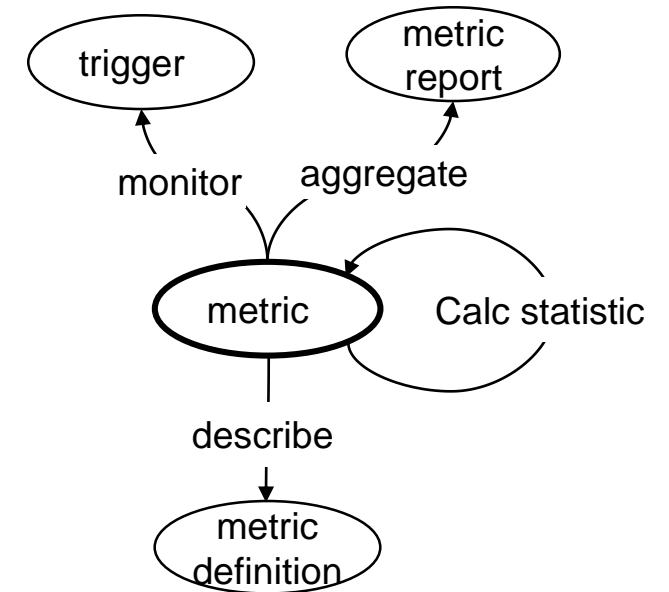 trigger
metric
report
monitor
aggregate
metric
Calc statistic
describe
metric
definition